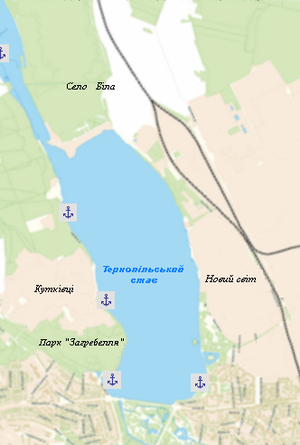 Село Біла
Тернопільський
став
Новий світ
Кутківці
Парк "Загребелля"